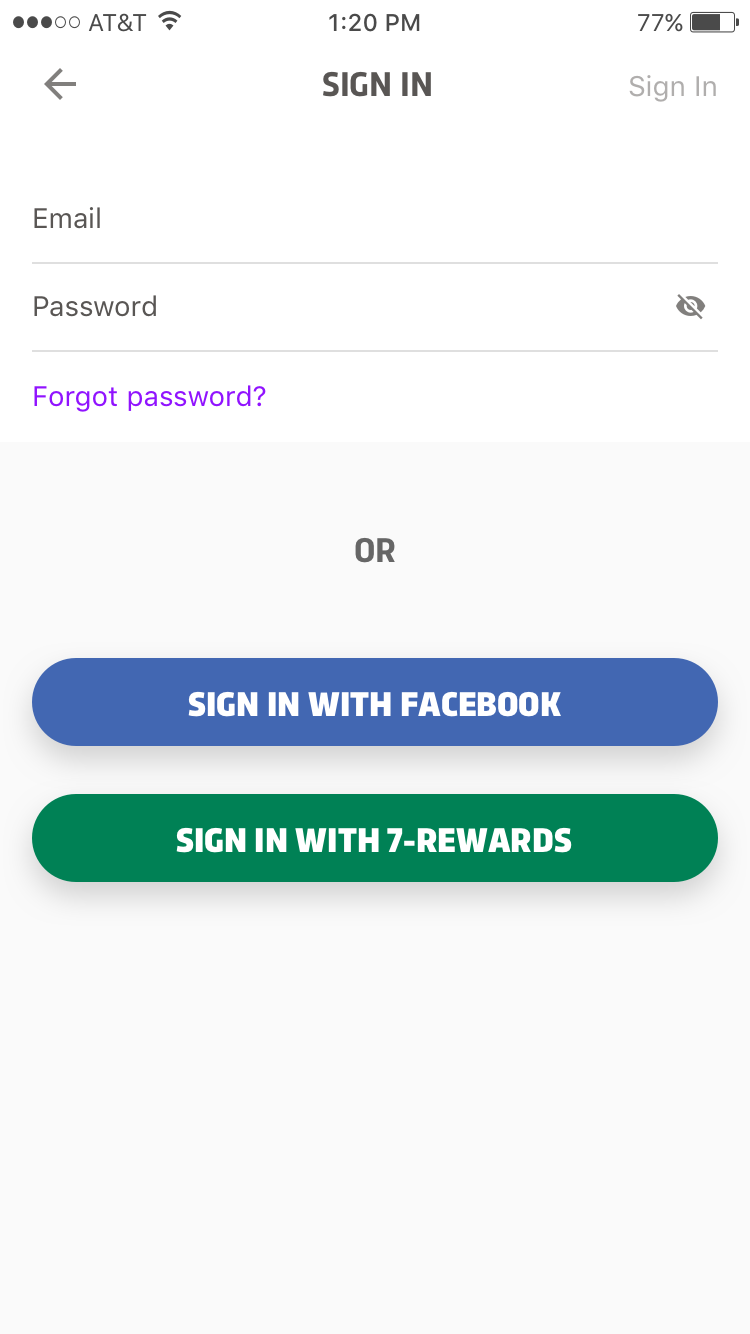 AT&T 1:20 PM 77%
SIGN IN Sign In
Email
Password
Forgot password?
OR
SIGN IN WITH FACEBOOK
SIGN IN WITH 7-REWARDS